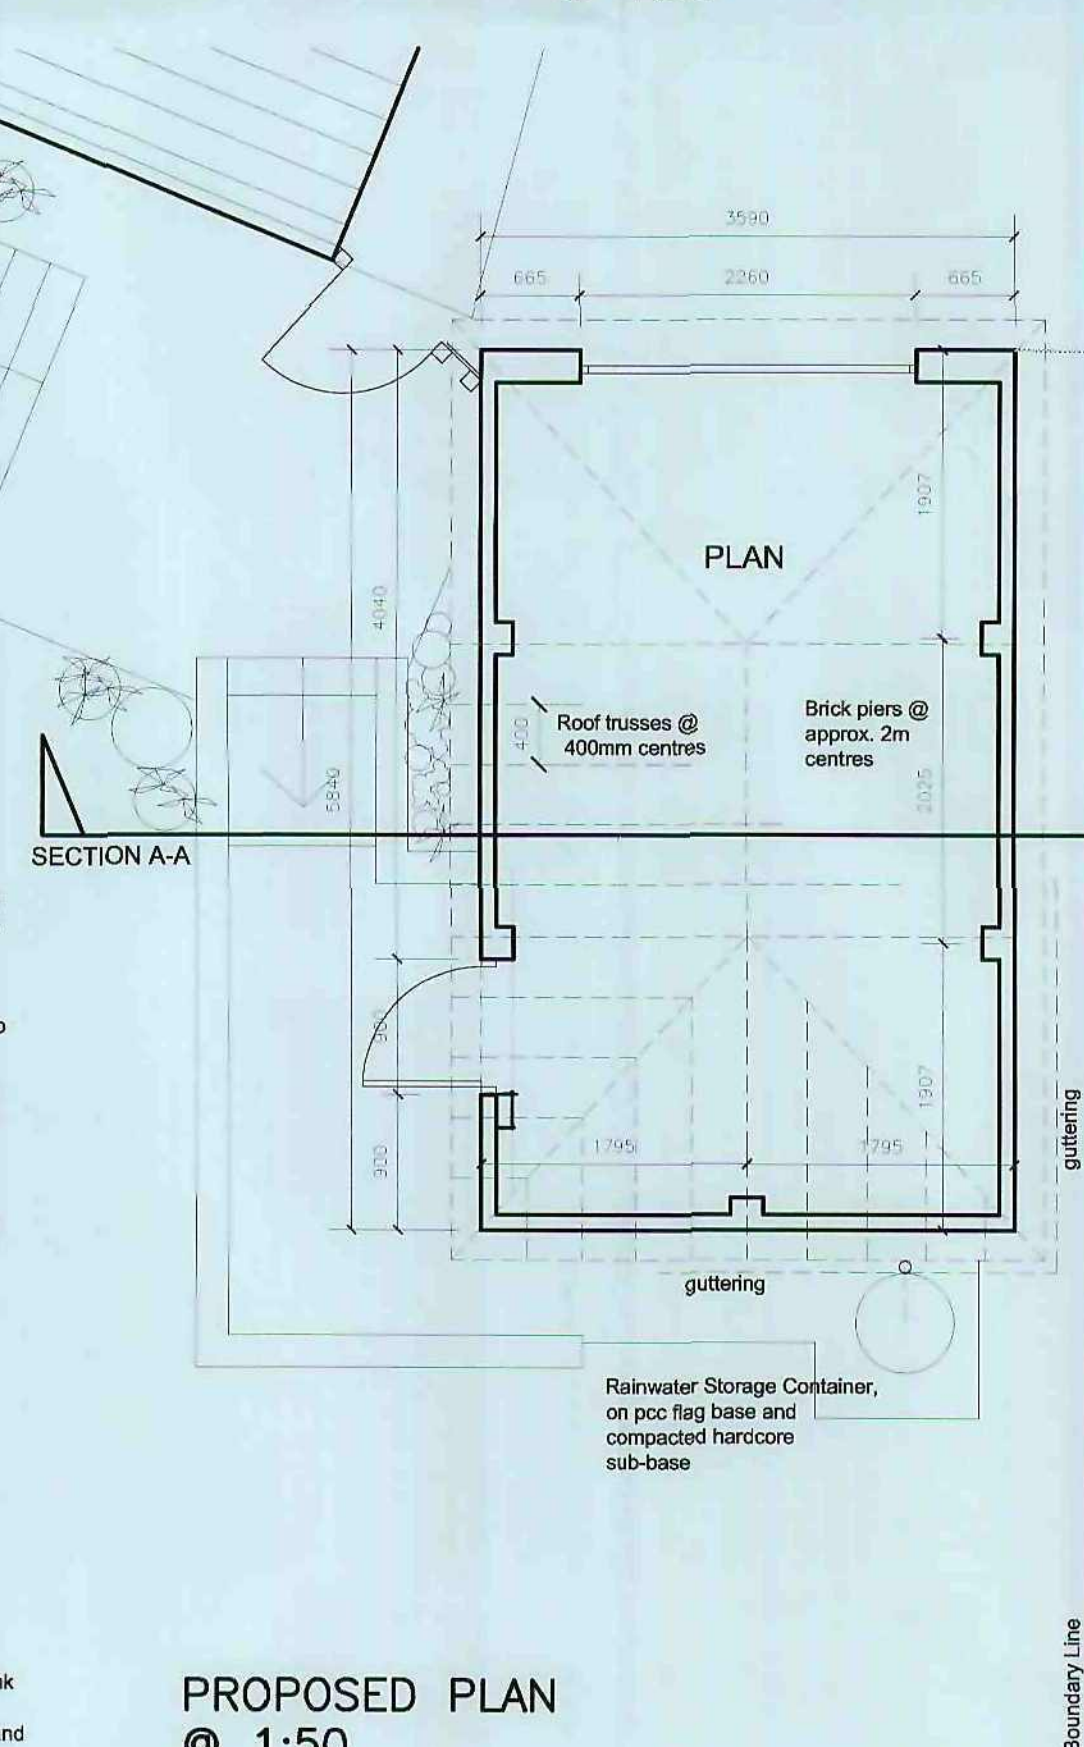 3590
665
2260
665
1907
PLAN
4040
Roof trusses @
400mm centres
400
Brick piers @
approx. 2m
centres
2025
5840
SECTION A-A
900
1907
900
1795
1795
guttering
guttering
Rainwater Storage Container,
on pcc flag base and
compacted hardcore
sub-base
Boundary Line
PROPOSED PLAN
@ 1:50